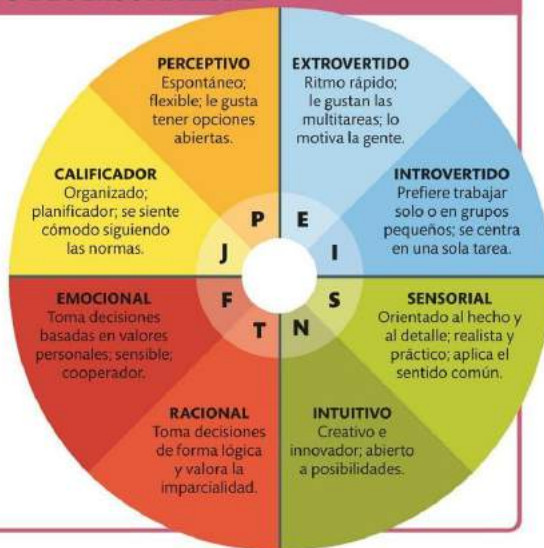 PERCEPTIVO
Espontáneo;
flexible; le gusta
tener opciones
abiertas.
EXTROVERTIDO
Ritmo rápido;
le gustan las
multitareas; lo
motiva la gente.
CALIFICADOR
Organizado;
planificador; se siente
cómodo siguiendo
las normas.
INTROVERTIDO
Prefiere trabajar
solo o en grupos
pequeños; se centra
en una sola tarea.
P E
J I
F S
T N
EMOCIONAL
Toma decisiones
basadas en valores
personales; sensible;
cooperador.
SENSORIAL
Orientado al hecho y
al detalle; realista y
práctico; aplica el
sentido común.
RACIONAL
Toma decisiones
de forma lógica
y valora la
imparcialidad.
INTUITIVO
Creativo e
innovador; abierto
a posibilidades.